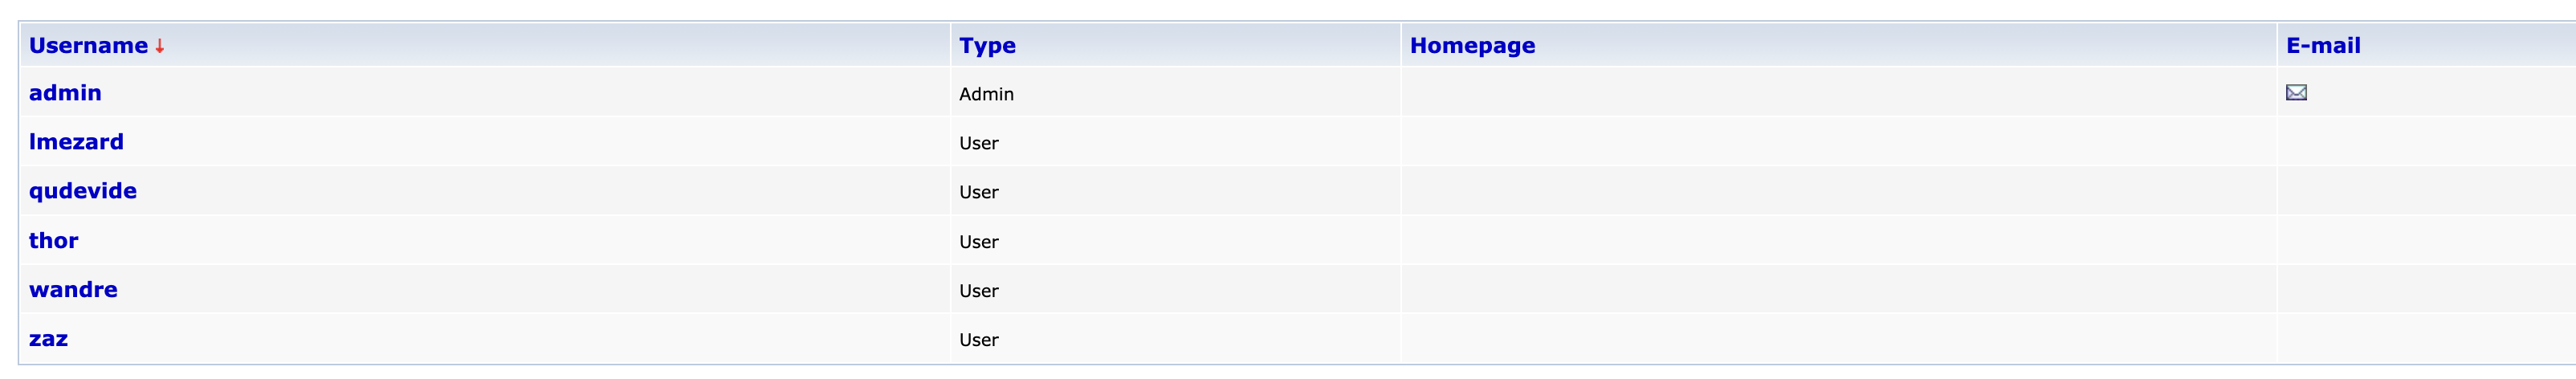 Username Type Homepage E-mail
admin Admin
lmezard User
qudevide User
thor User
wandre User
zaz User